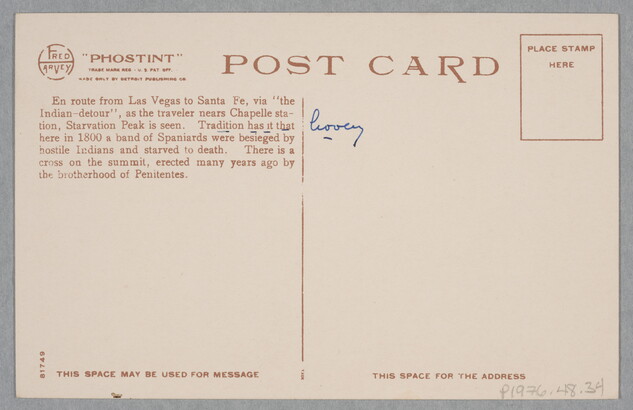 FRED
HARVEY
"PHOSTINT"
TRADE MARK REG. U S PAT OFF.
MADE ONLY BY DETROIT PUBLISHING CO.
POST CARD
PLACE STAMP
HERE
En route from Las Vegas to Santa Fe, via "the
Indian-detour", as the traveler nears Chapelle sta-
tion, Starvation Peak is seen. Tradition has it that
here in 1800 a band of Spaniards were besieged by
hostile Indians and starved to death. There is a
cross on the summit, erected many years ago by
the brotherhood of Penitentes.
81749
THIS SPACE MAY BE USED FOR MESSAGE
THIS SPACE FOR THE ADDRESS
P1976.48.34